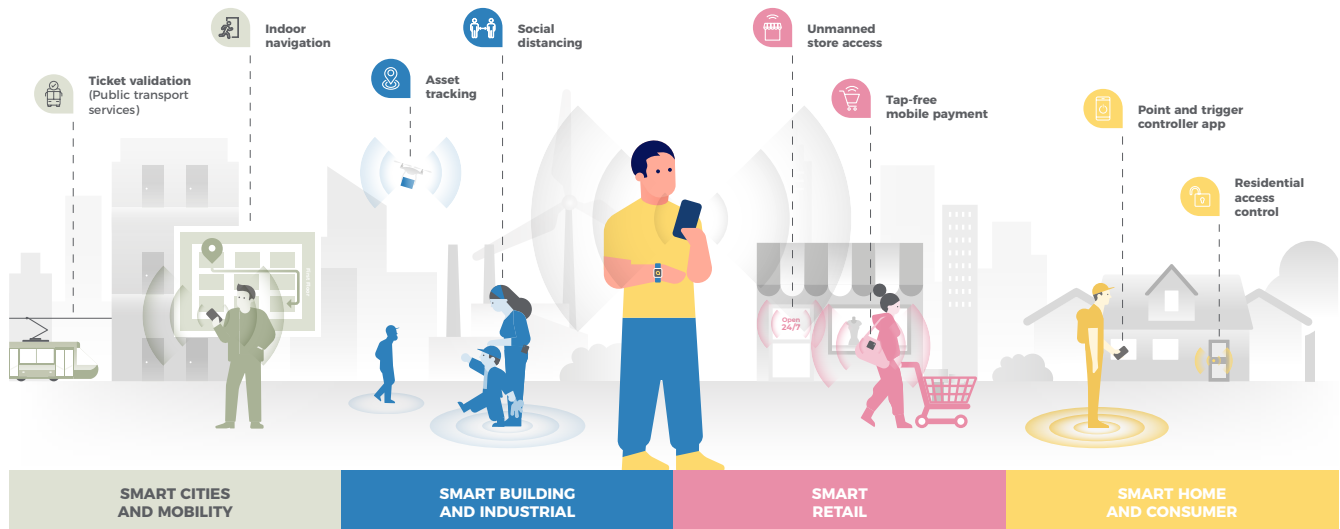 Indoor
navigation
Social
distancing
Unmanned
store access
Ticket validation
(Public transport
services)
Asset
tracking
Tap-free
mobile payment
Point and trigger
controller app
Residential
access
control
Open
24/7
SMART CITIES
AND MOBILITY
SMART BUILDING
AND INDUSTRIAL
SMART
RETAIL
SMART HOME
AND CONSUMER